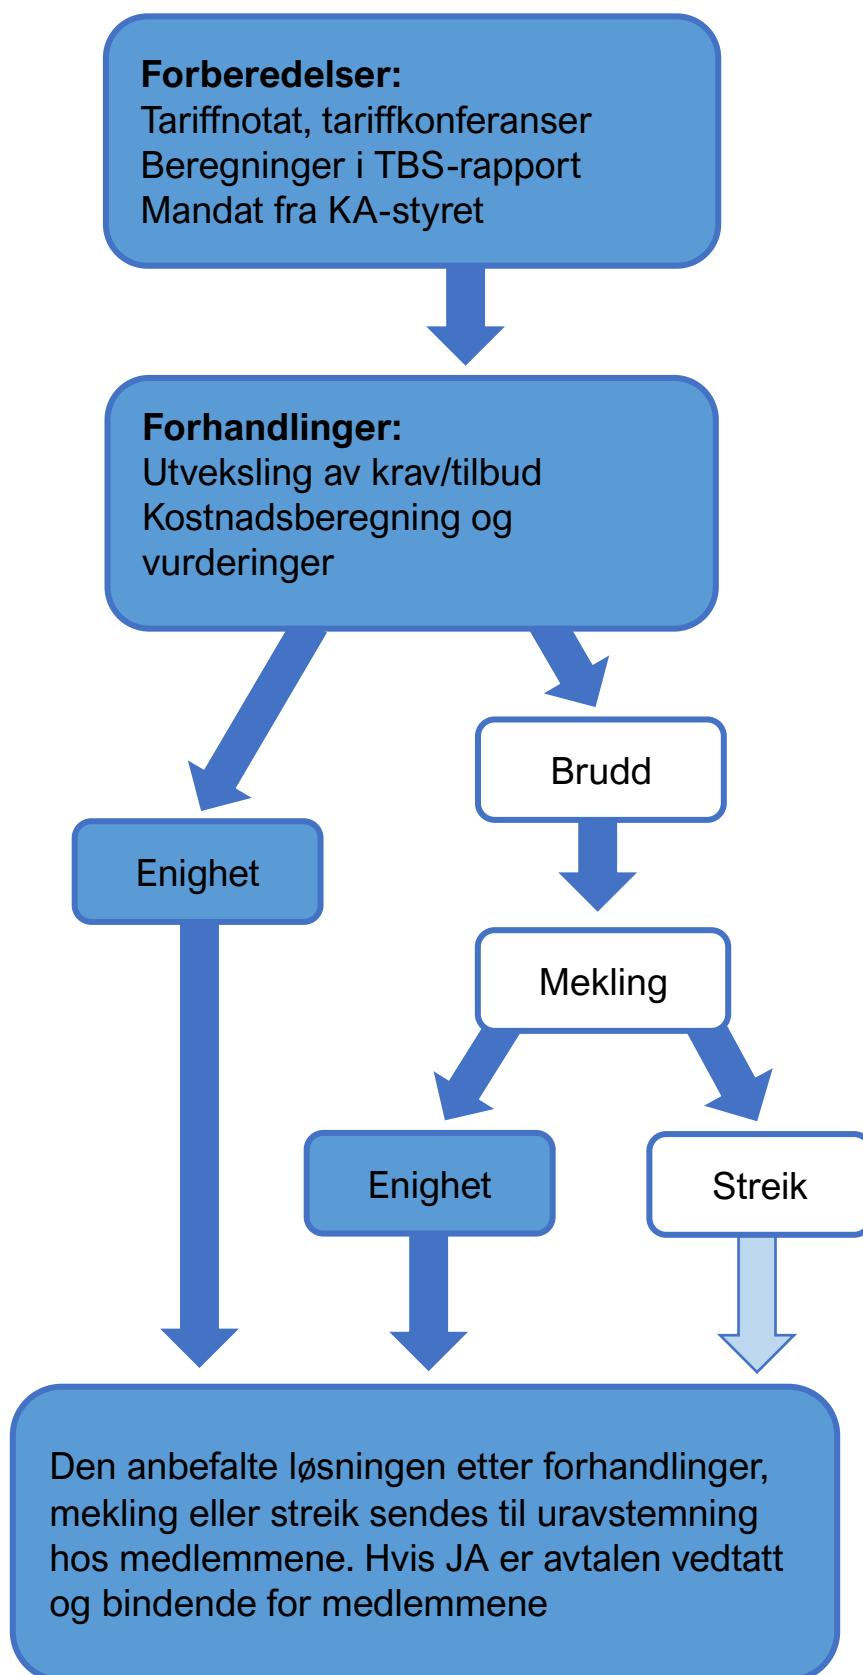 Forberedelser:
Tariffnotat, tariffkonferanser
Beregninger i TBS-rapport
Mandat fra KA-styret
Forhandlinger:
Utveksling av krav/tilbud
Kostnadsberegning og
vurderinger
Brudd
Enighet
Mekling
Enighet
Streik
Den anbefalte løsningen etter forhandlinger,
mekling eller streik sendes til uravstemning
hos medlemmene. Hvis JA er avtalen vedtatt
og bindende for medlemmene